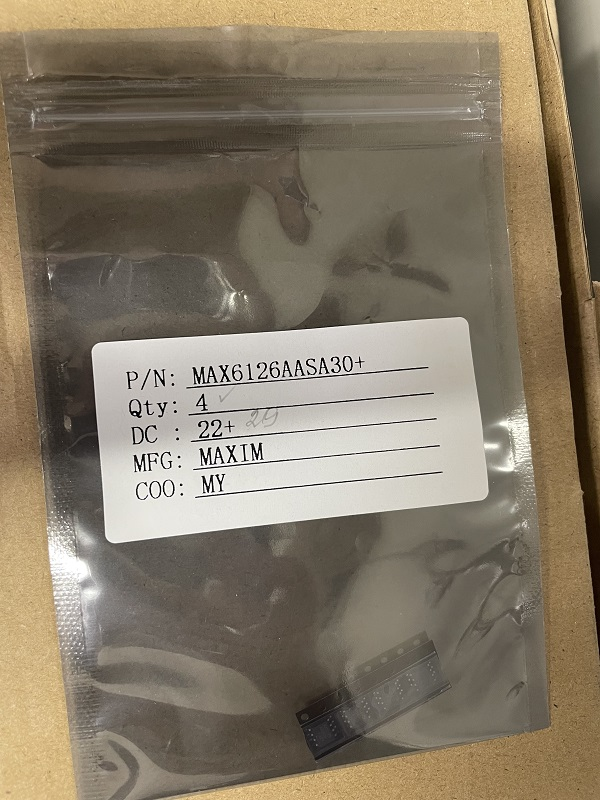 P/N: MAX6126AASA30+
Qty: 4
DC : 22+
MFG: MAXIM
COO: MY